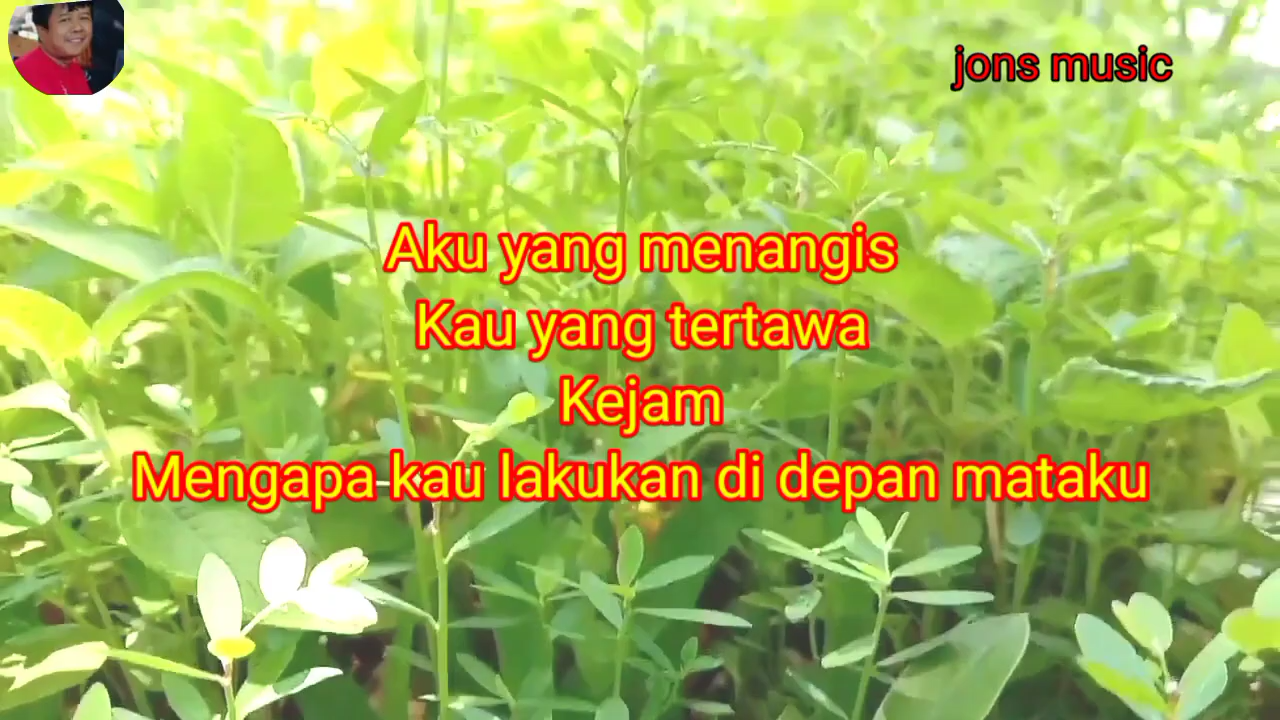 jons music
Aku yang menangis
Kau yang tertawa
Kejam
Mengapa kau lakukan di depan mataku